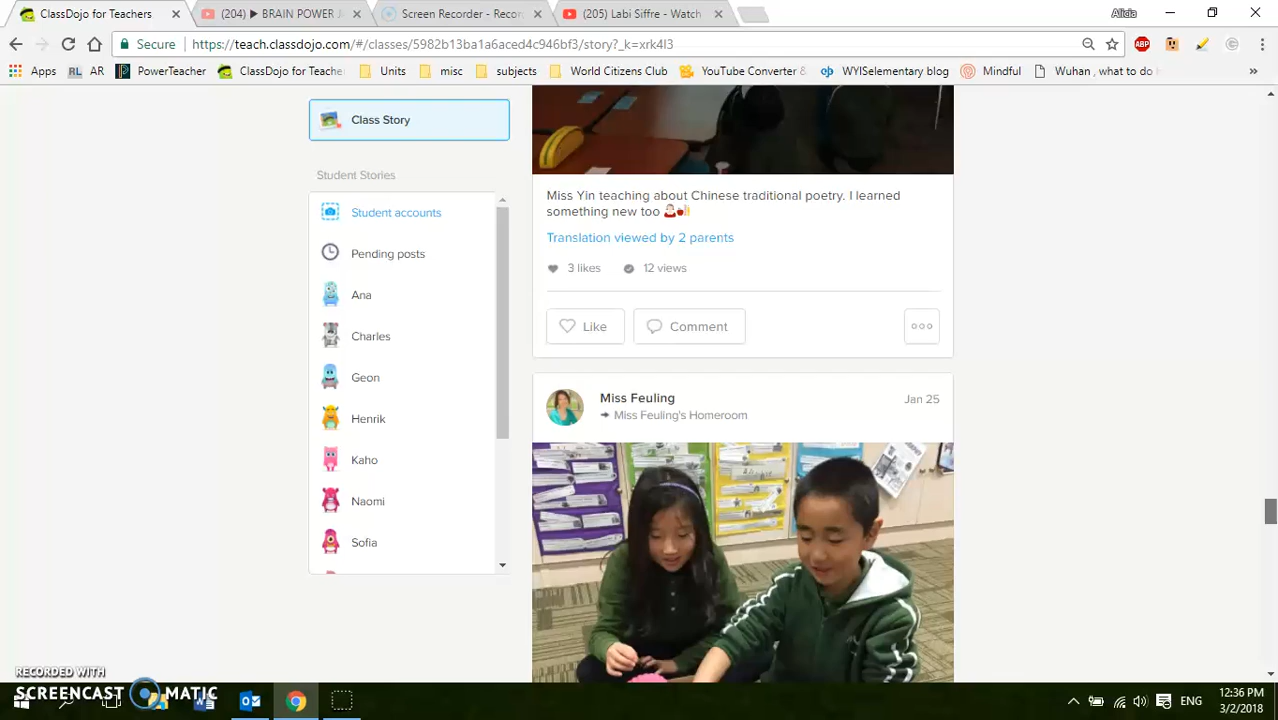 ClassDojo for Teachers
(204) ▶ BRAIN POWER
Screen Recorder - Recor
(205) Labi Siffre - Watch
Alicia
Secure
https://teach.classdojo.com/#/classes/5982b13ba1a6aced4c946bf3/story?_k=xrk4l3
ABP
Apps
RL AR
PowerTeacher
ClassDojo for Teache
Units
misc
subjects
World Citizens Club
YouTube Converter &
WYISelementary blog
Mindful
Wuhan , what to do
Class Story
Student Stories
Student accounts
Pending posts
Ana
Charles
Geon
Henrik
Kaho
Naomi
Sofia
Miss Yin teaching about Chinese traditional poetry. I learned
something new too
Translation viewed by 2 parents
3 likes 12 views
Like Comment
Miss Feuling Jan 25
Miss Feuling's Homeroom
RECORDED WITH
SCREENCAST MATIC
ENG
12:36 PM
3/2/2018